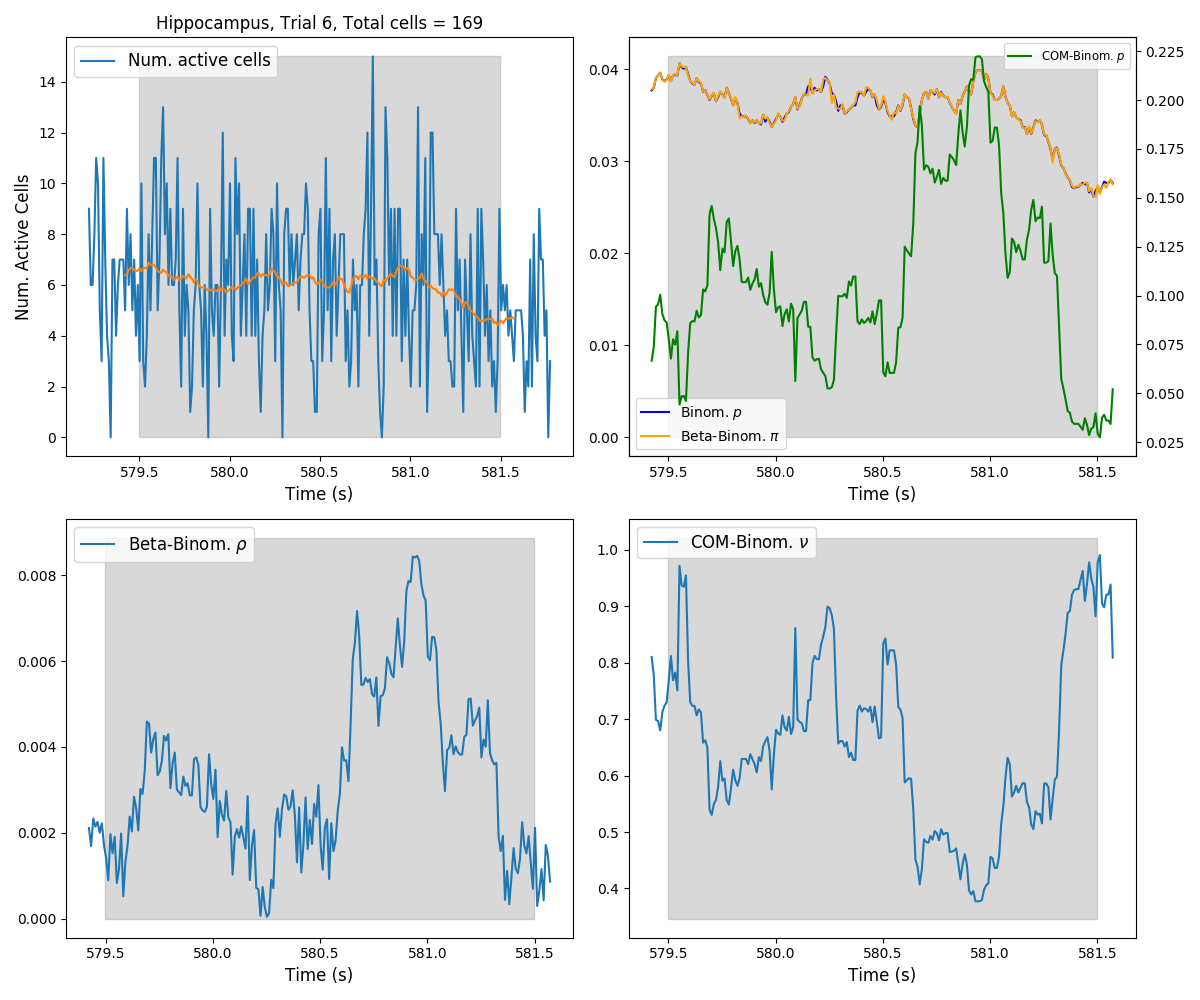 Hippocampus, Trial 6, Total cells = 169
Num. active cells
Num. Active Cells
14
12
10
8
6
4
2
0
579.5 580.0 580.5 581.0 581.5
Time (s)
COM-Binom. p
Binom. p
Beta-Binom. π
0.04
0.03
0.02
0.01
0.00
0.225
0.200
0.175
0.150
0.125
0.100
0.075
0.050
0.025
579.5 580.0 580.5 581.0 581.5
Time (s)
Beta-Binom. ρ
0.008
0.006
0.004
0.002
0.000
579.5 580.0 580.5 581.0 581.5
Time (s)
COM-Binom. ν
1.0
0.9
0.8
0.7
0.6
0.5
0.4
579.5 580.0 580.5 581.0 581.5
Time (s)